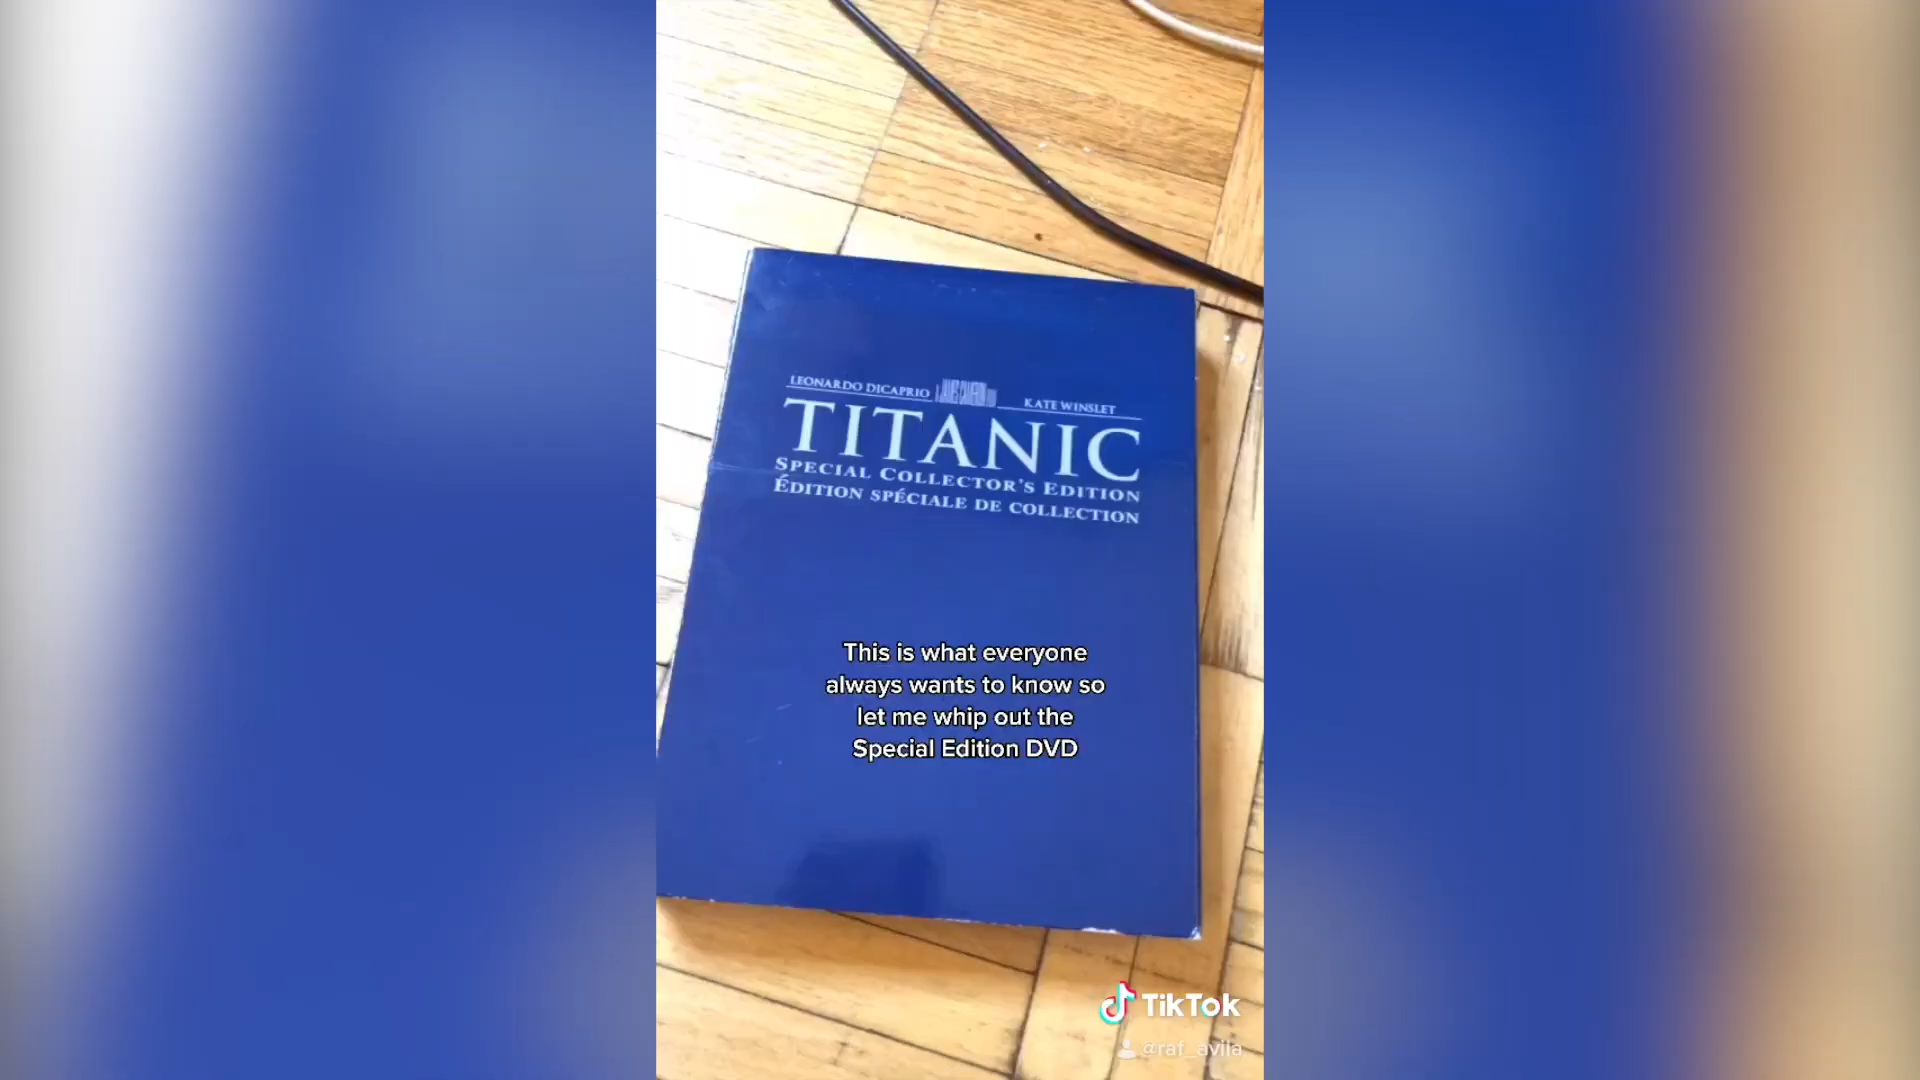 LEONARDO DICAPRIO
KATE WINSLET
TITANIC
SPECIAL COLLECTOR'S EDITION
ÉDITION SPÉCIALE DE COLLECTION
This is what everyone
always wants to know so
let me whip out the
Special Edition DVD
TikTok
@raf_avila